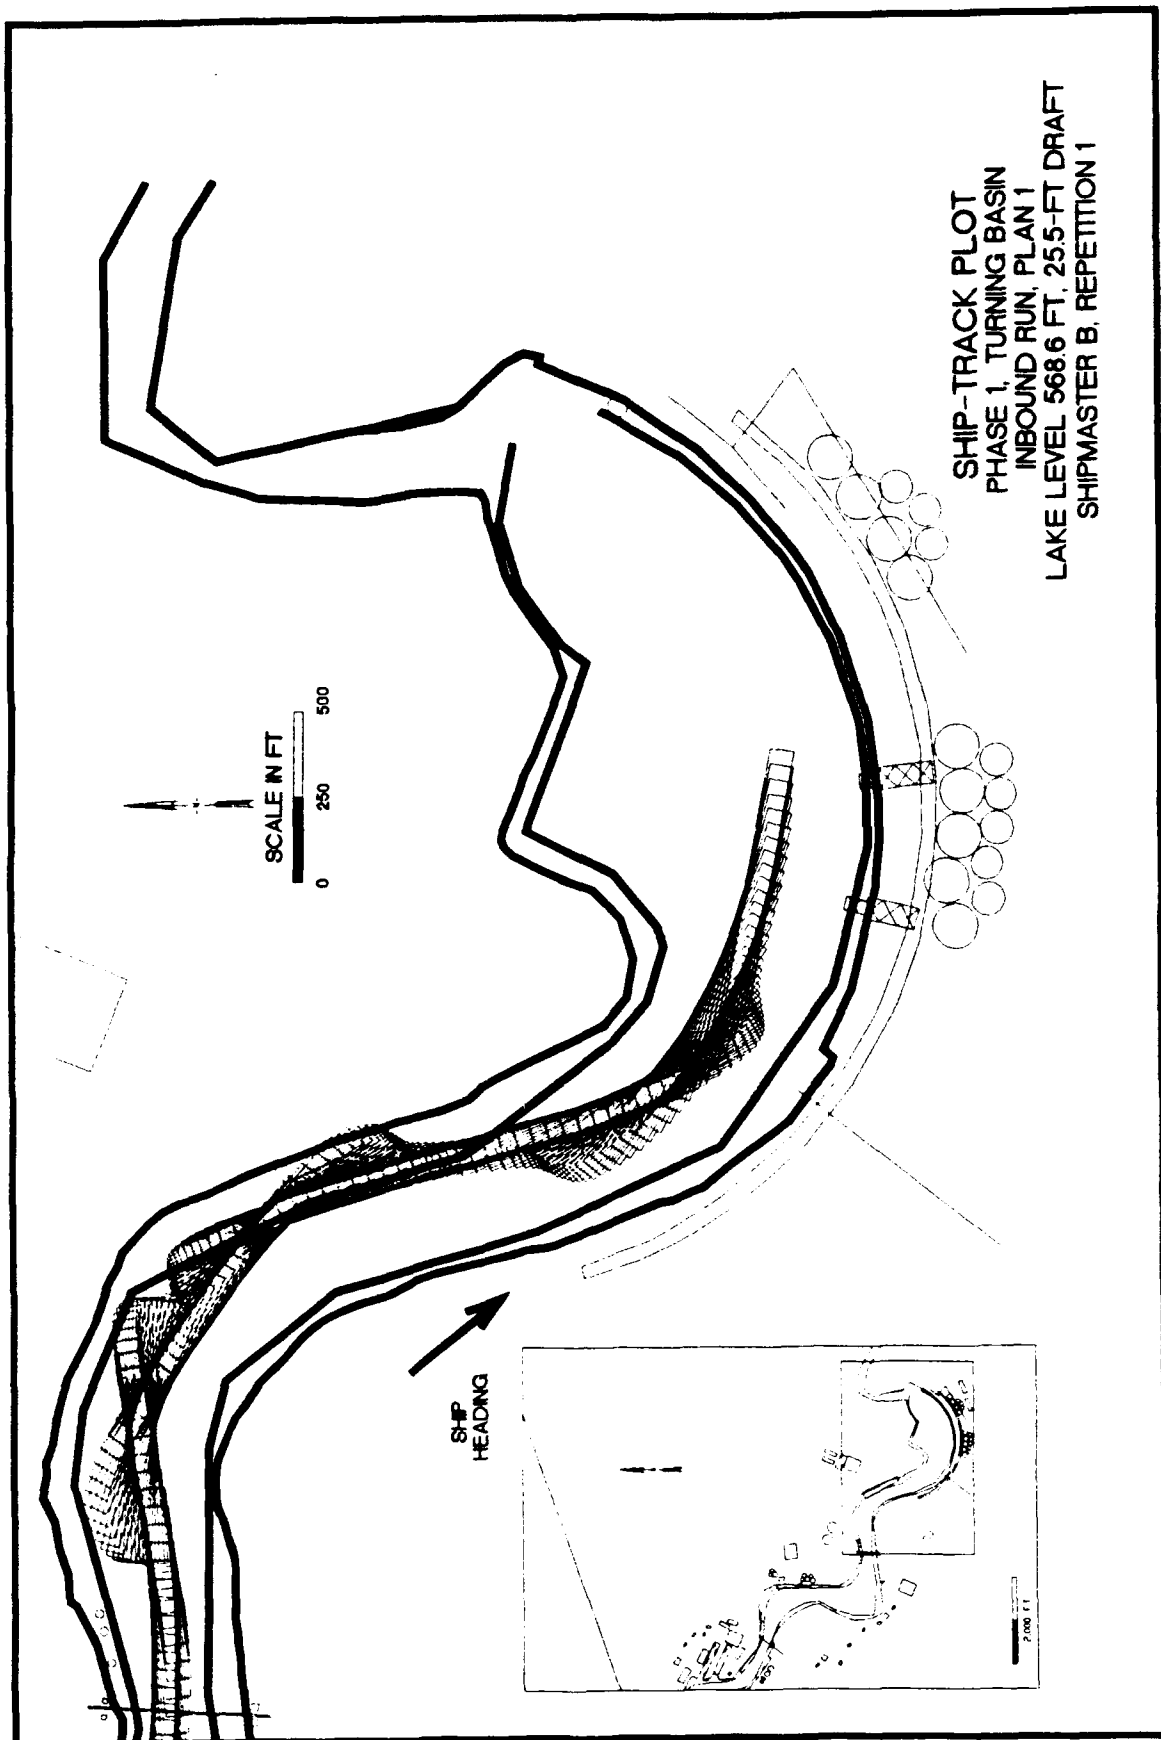 SHIP-TRACK PLOT
PHASE 1, TURNING BASIN
INBOUND RUN, PLAN 1
LAKE LEVEL 568.6 FT, 25.5-FT DRAFT
SHIPMASTER B, REPETITION 1
SCALE IN FT
0 250 500
SHIP
HEADING
2,000 FT